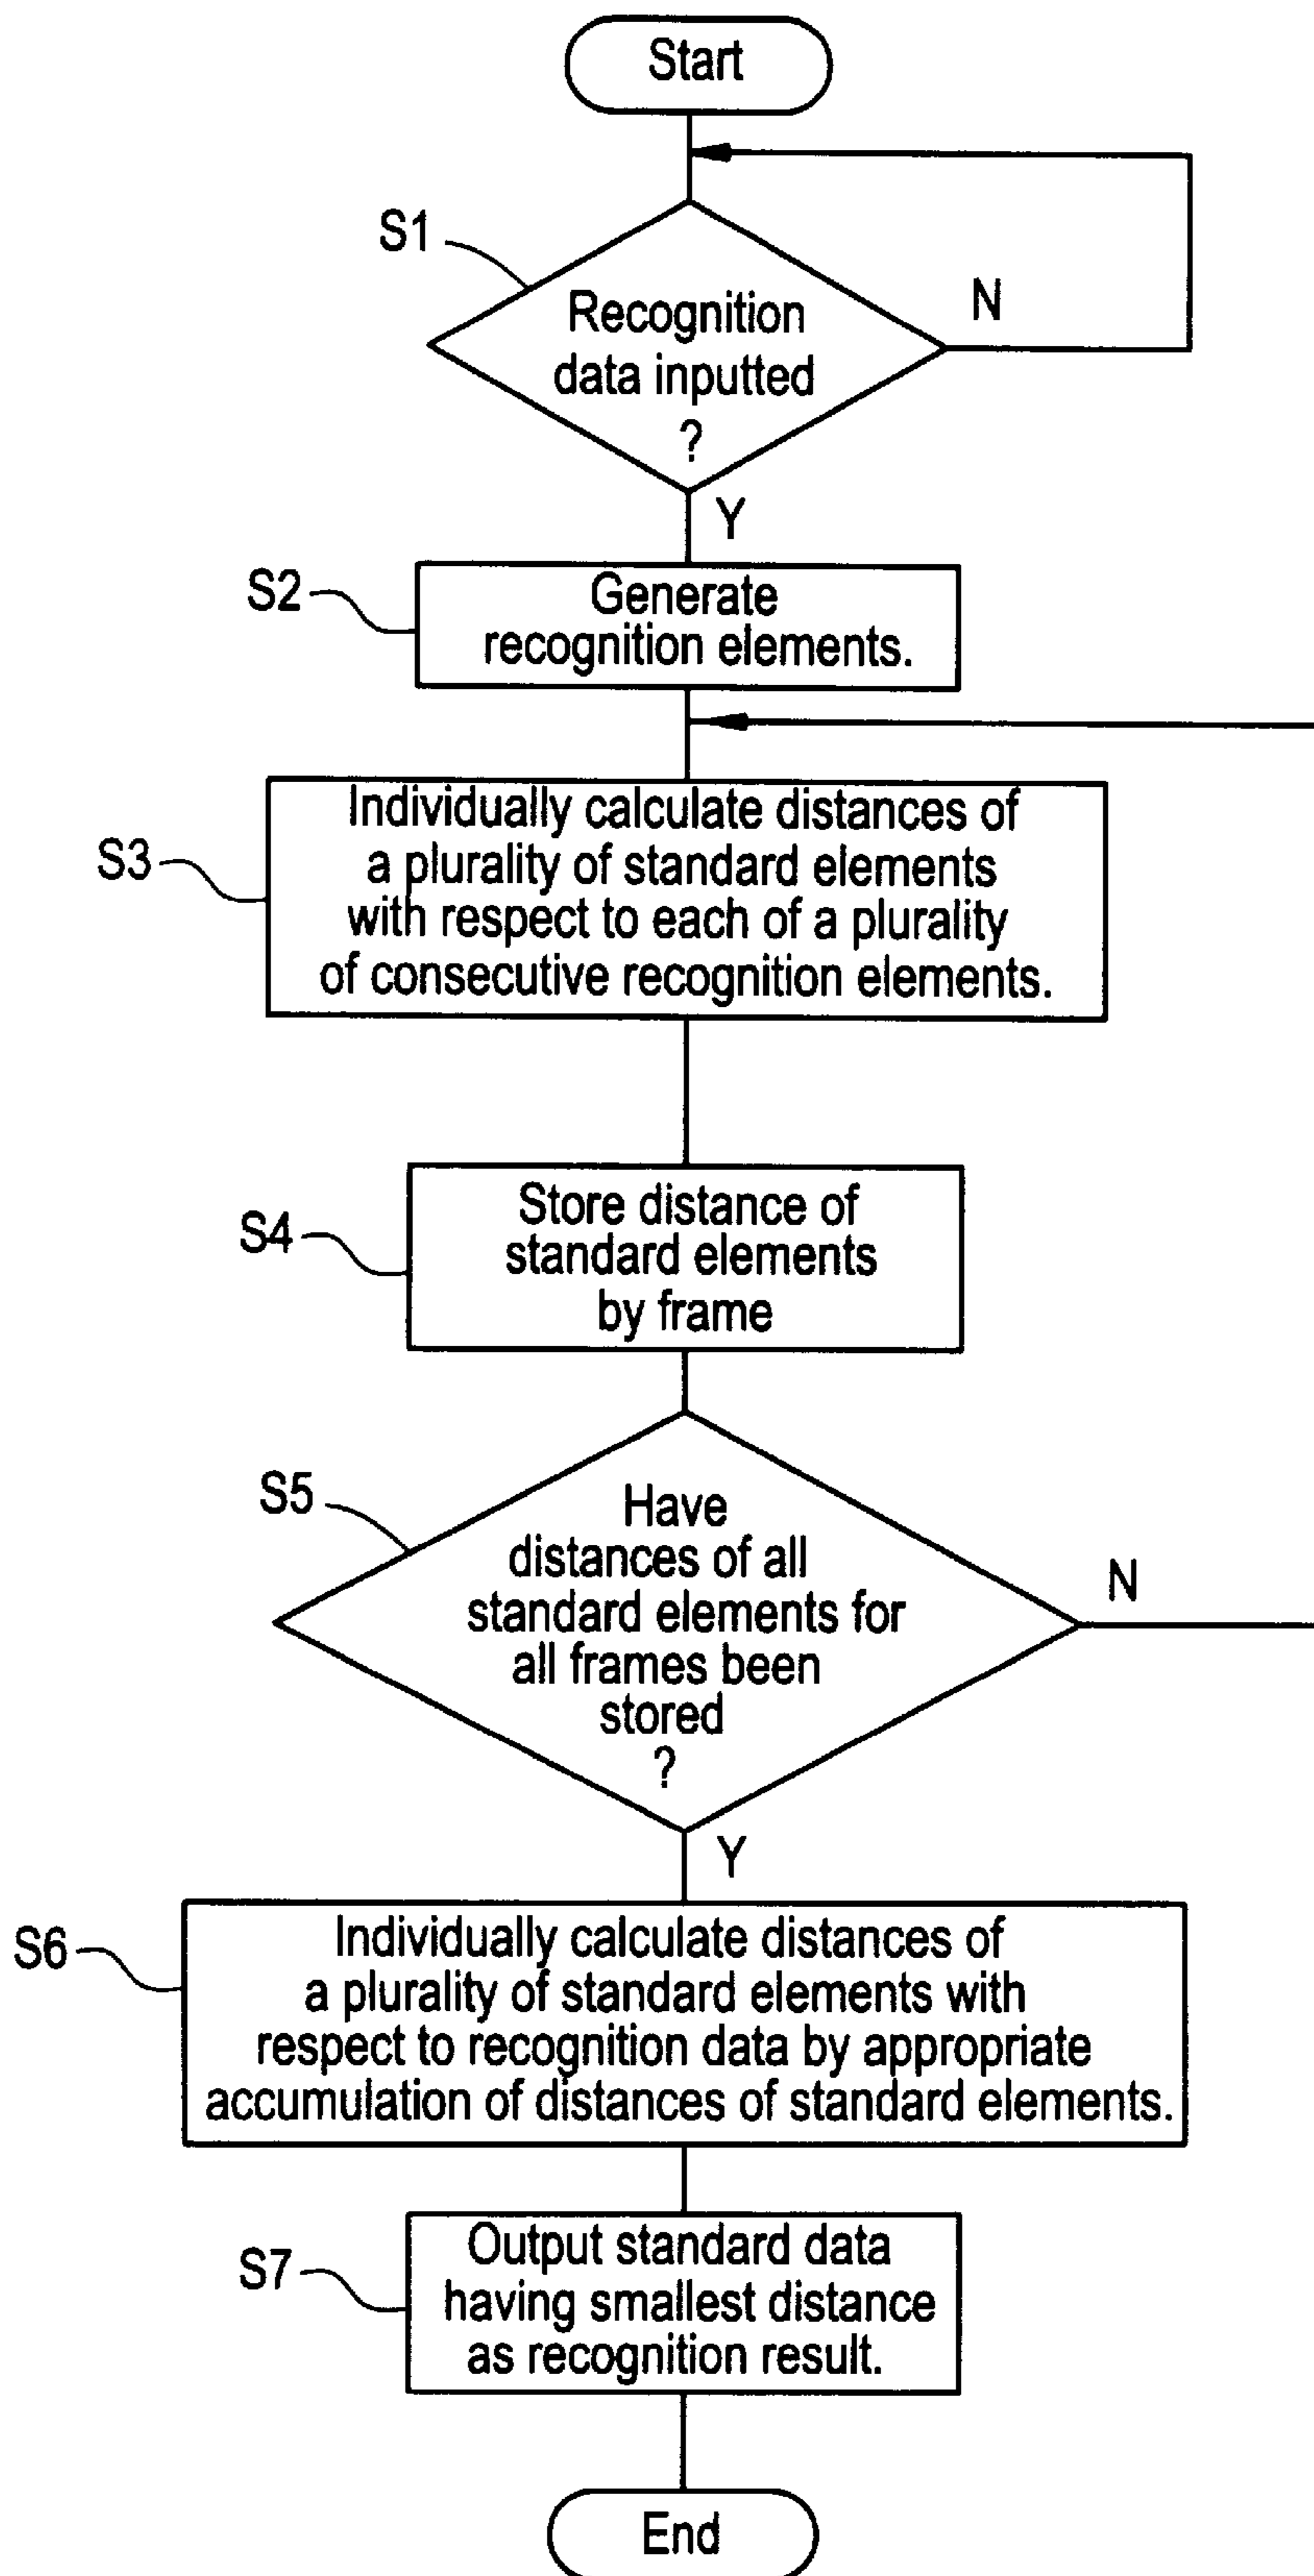 Start
S1
Recognition
data inputted
?
N
Y
S2
Generate
recognition elements.
S3
Individually calculate distances of
a plurality of standard elements
with respect to each of a plurality
of consecutive recognition elements.
S4
Store distance of
standard elements
by frame
S5
Have
distances of all
standard elements for
all frames been
stored
?
N
Y
S6
Individually calculate distances of
a plurality of standard elements with
respect to recognition data by appropriate
accumulation of distances of standard elements.
S7
Output standard data
having smallest distance
as recognition result.
End